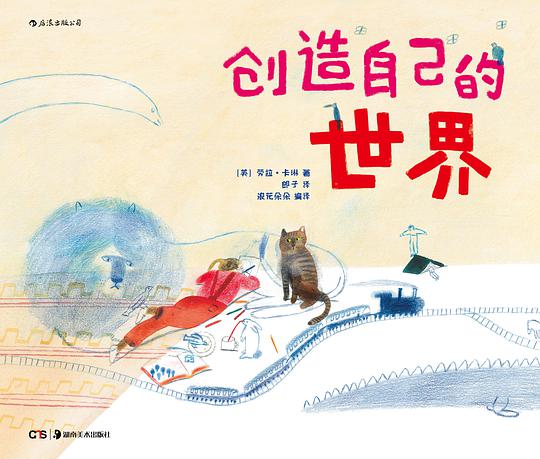 后浪出版公司
创造自己的
世界
[英] 劳拉·卡琳 著
郎子 译
浪花朵朵 编译
CNS 湖南美术出版社